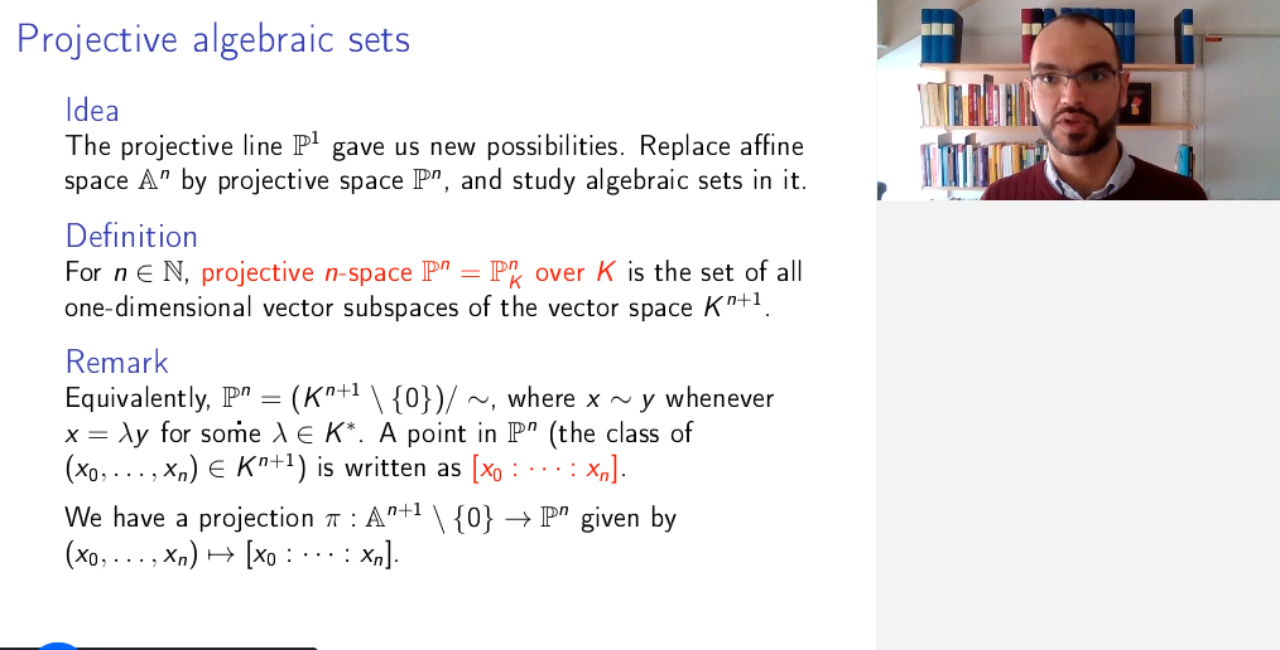 Projective algebraic sets
Idea
The projective line ℙ¹ gave us new possibilities. Replace affine
space 𝔸ⁿ by projective space ℙⁿ, and study algebraic sets in it.
Definition
For n ∈ ℕ, projective n-space ℙⁿ = ℙⁿ_K over K is the set of all
one-dimensional vector subspaces of the vector space Kⁿ⁺¹.
Remark
Equivalently, ℙⁿ = (Kⁿ⁺¹ \ {0})/ ∼, where x ∼ y whenever
x = λy for some λ ∈ K*. A point in ℙⁿ (the class of
(x₀, . . . , xₙ) ∈ Kⁿ⁺¹) is written as [x₀ : · · · : xₙ].
We have a projection π : 𝔸ⁿ⁺¹ \ {0} → ℙⁿ given by
(x₀, . . . , xₙ) ↦ [x₀ : · · · : xₙ].